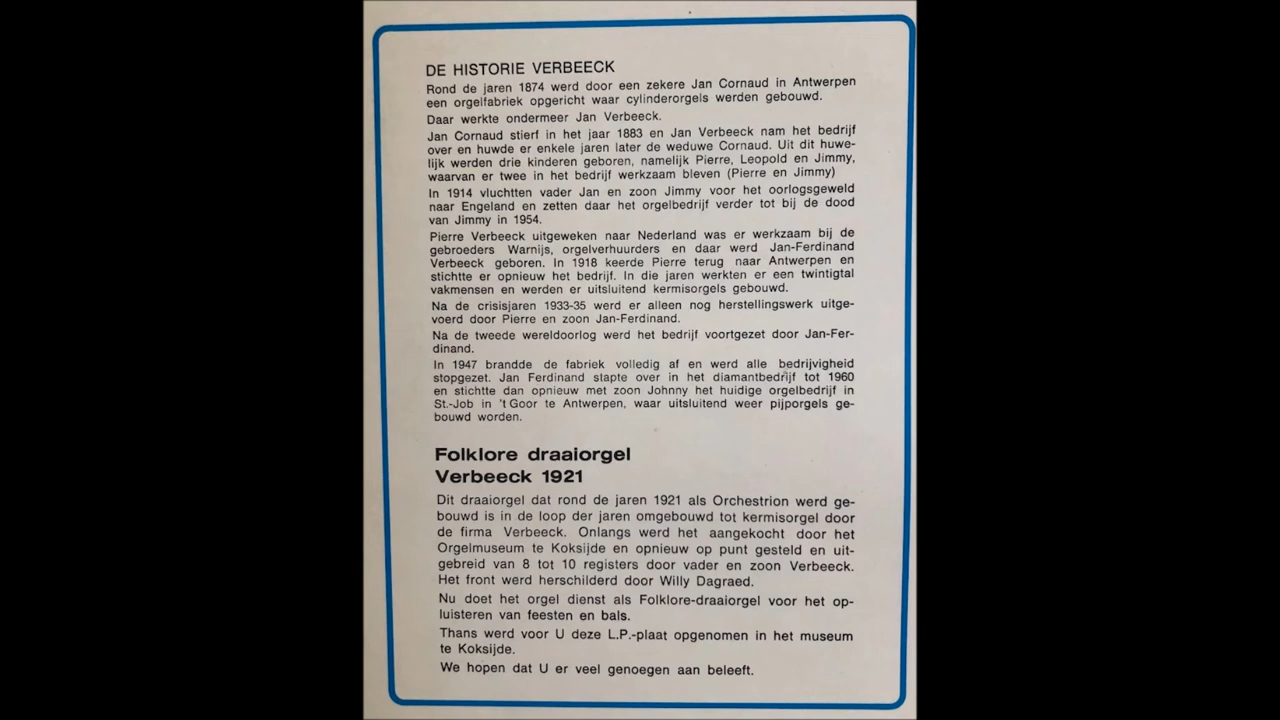 DE HISTORIE VERBEECK
Rond de jaren 1874 werd door een zekere Jan Cornaud in Antwerpen
een orgelfabriek opgericht waar cylinderorgels werden gebouwd.
Daar werkte ondermeer Jan Verbeeck.
Jan Cornaud stierf in het jaar 1883 en Jan Verbeeck nam het bedrijf
over en huwde er enkele jaren later de weduwe Cornaud. Uit dit huwe-
lijk werden drie kinderen geboren, namelijk Pierre, Leopold en Jimmy,
waarvan er twee in het bedrijf werkzaam bleven (Pierre en Jimmy)
In 1914 vluchtten vader Jan en zoon Jimmy voor het oorlogsgeweld
naar Engeland en zetten daar het orgelbedrijf verder tot bij de dood
van Jimmy in 1954.
Pierre Verbeeck uitgeweken naar Nederland was er werkzaam bij de
gebroeders Warnijs, orgelverhuurders en daar werd Jan-Ferdinand
Verbeeck geboren. In 1918 keerde Pierre terug naar Antwerpen en
stichtte er opnieuw het bedrijf. In die jaren werkten er een twintigtal
vakmensen en werden er uitsluitend kermisorgels gebouwd.
Na de crisisjaren 1933-35 werd er alleen nog herstellingswerk uitge-
voerd door Pierre en zoon Jan-Ferdinand.
Na de tweede wereldoorlog werd het bedrijf voortgezet door Jan-Fer-
dinand.
In 1947 brandde de fabriek volledig af en werd alle bedrijvigheid
stopgezet. Jan Ferdinand stapte over in het diamantbedrijf tot 1960
en stichtte dan opnieuw met zoon Johnny het huidige orgelbedrijf in
St.-Job in 't Goor te Antwerpen, waar uitsluitend weer pijporgels ge-
bouwd worden.
Folklore draaiorgel
Verbeeck 1921
Dit draaiorgel dat rond de jaren 1921 als Orchestrion werd ge-
bouwd is in de loop der jaren omgebouwd tot kermisorgel door
de firma Verbeeck. Onlangs werd het aangekocht door het
Orgelmuseum te Koksijde en opnieuw op punt gesteld en uit-
gebreid van 8 tot 10 registers door vader en zoon Verbeeck.
Het front werd herschilderd door Willy Dagraed.
Nu doet het orgel dienst als Folklore-draaiorgel voor het op-
luisteren van feesten en bals.
Thans werd voor U deze L.P.-plaat opgenomen in het museum
te Koksijde.
We hopen dat U er veel genoegen aan beleeft.